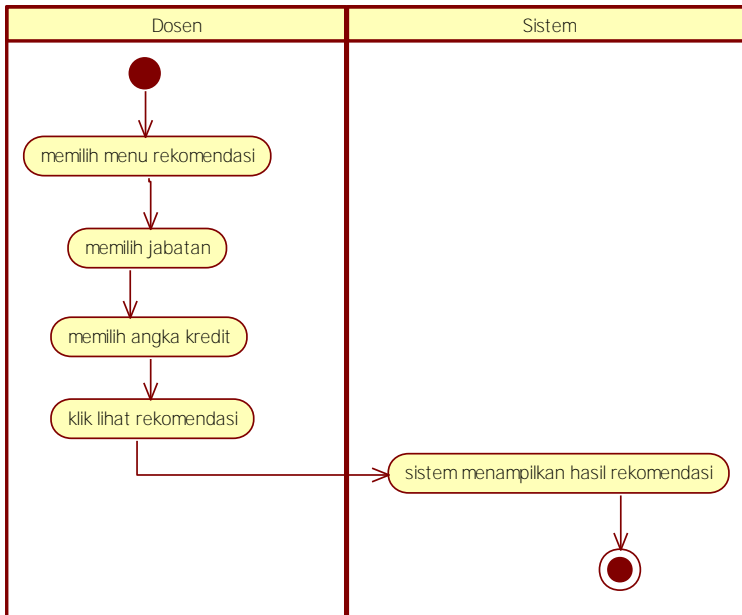 Dosen
Sistem
memilih menu rekomendasi
memilih jabatan
memilih angka kredit
klik lihat rekomendasi
sistem menampilkan hasil rekomendasi